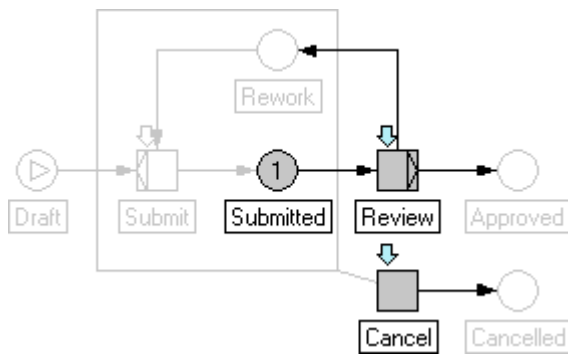 Rework
1
Draft
Submit
Submitted
Review
Approved
Cancel
Cancelled